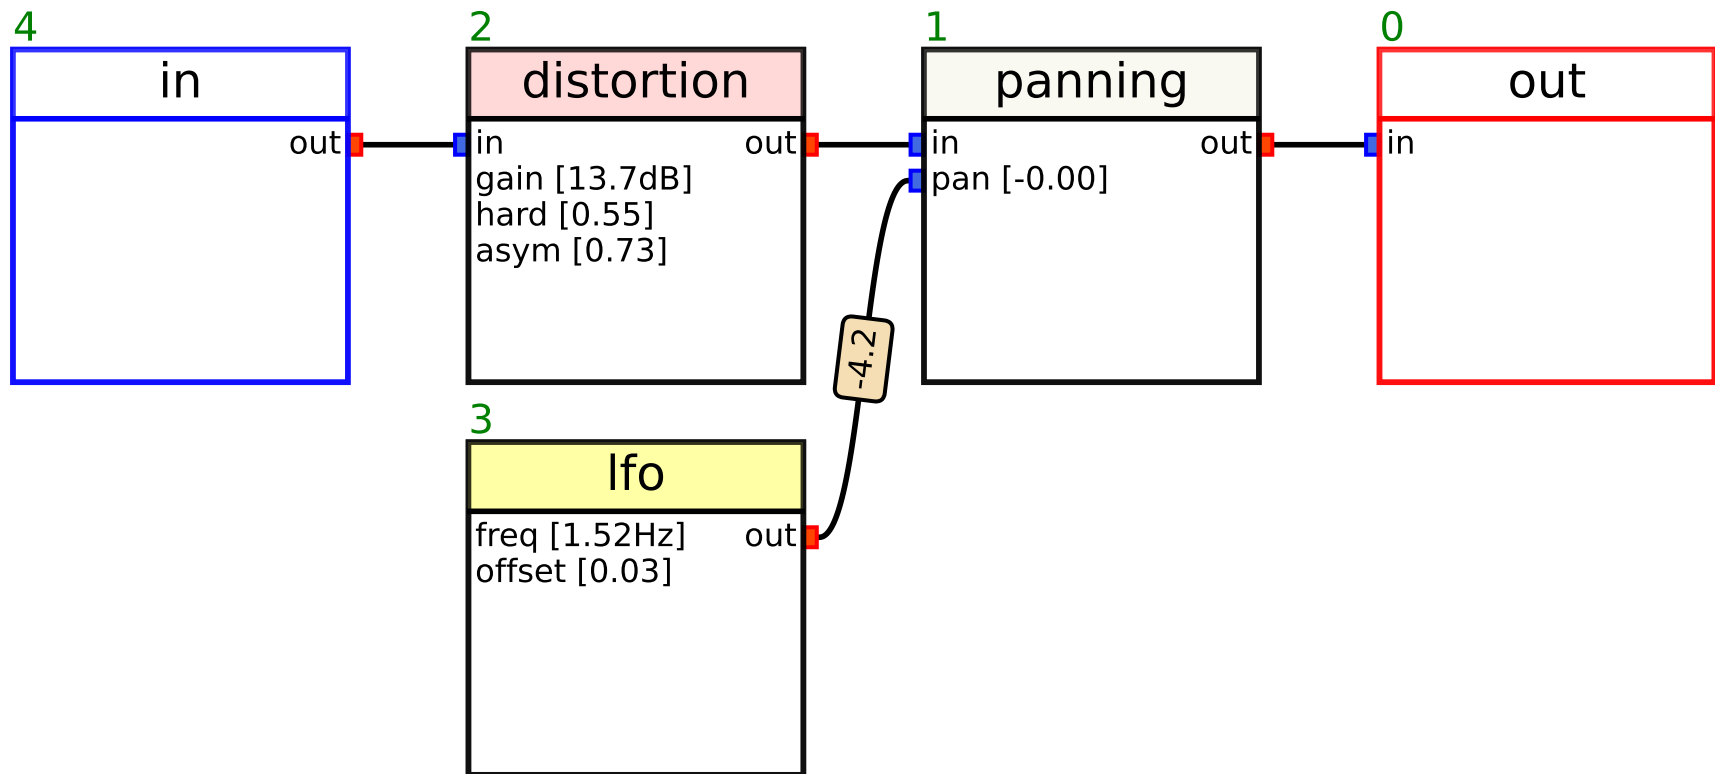 4
in
out
2
distortion
in out
gain [13.7dB]
hard [0.55]
asym [0.73]
1
panning
in out
pan [-0.00]
0
out
in
-4.2
3
lfo
freq [1.52Hz] out
offset [0.03]